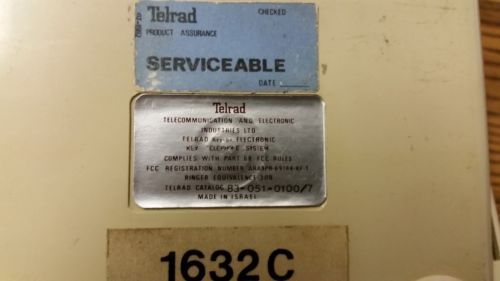 Telrad CHECKED
PRODUCT ASSURANCE
SERVICEABLE
DATE
Telrad
TELECOMMUNICATION AND ELECTRONIC
INDUSTRIES LTD
TELRAD ELECTRONIC
KEY SYSTEM
COMPLIES WITH PART 68 FCC RULES
FCC REGISTRATION NUMBER
RINGER EQUIVALENCE
TELRAD CATALOG 83-051-0100/7
MADE IN ISRAEL
1632C